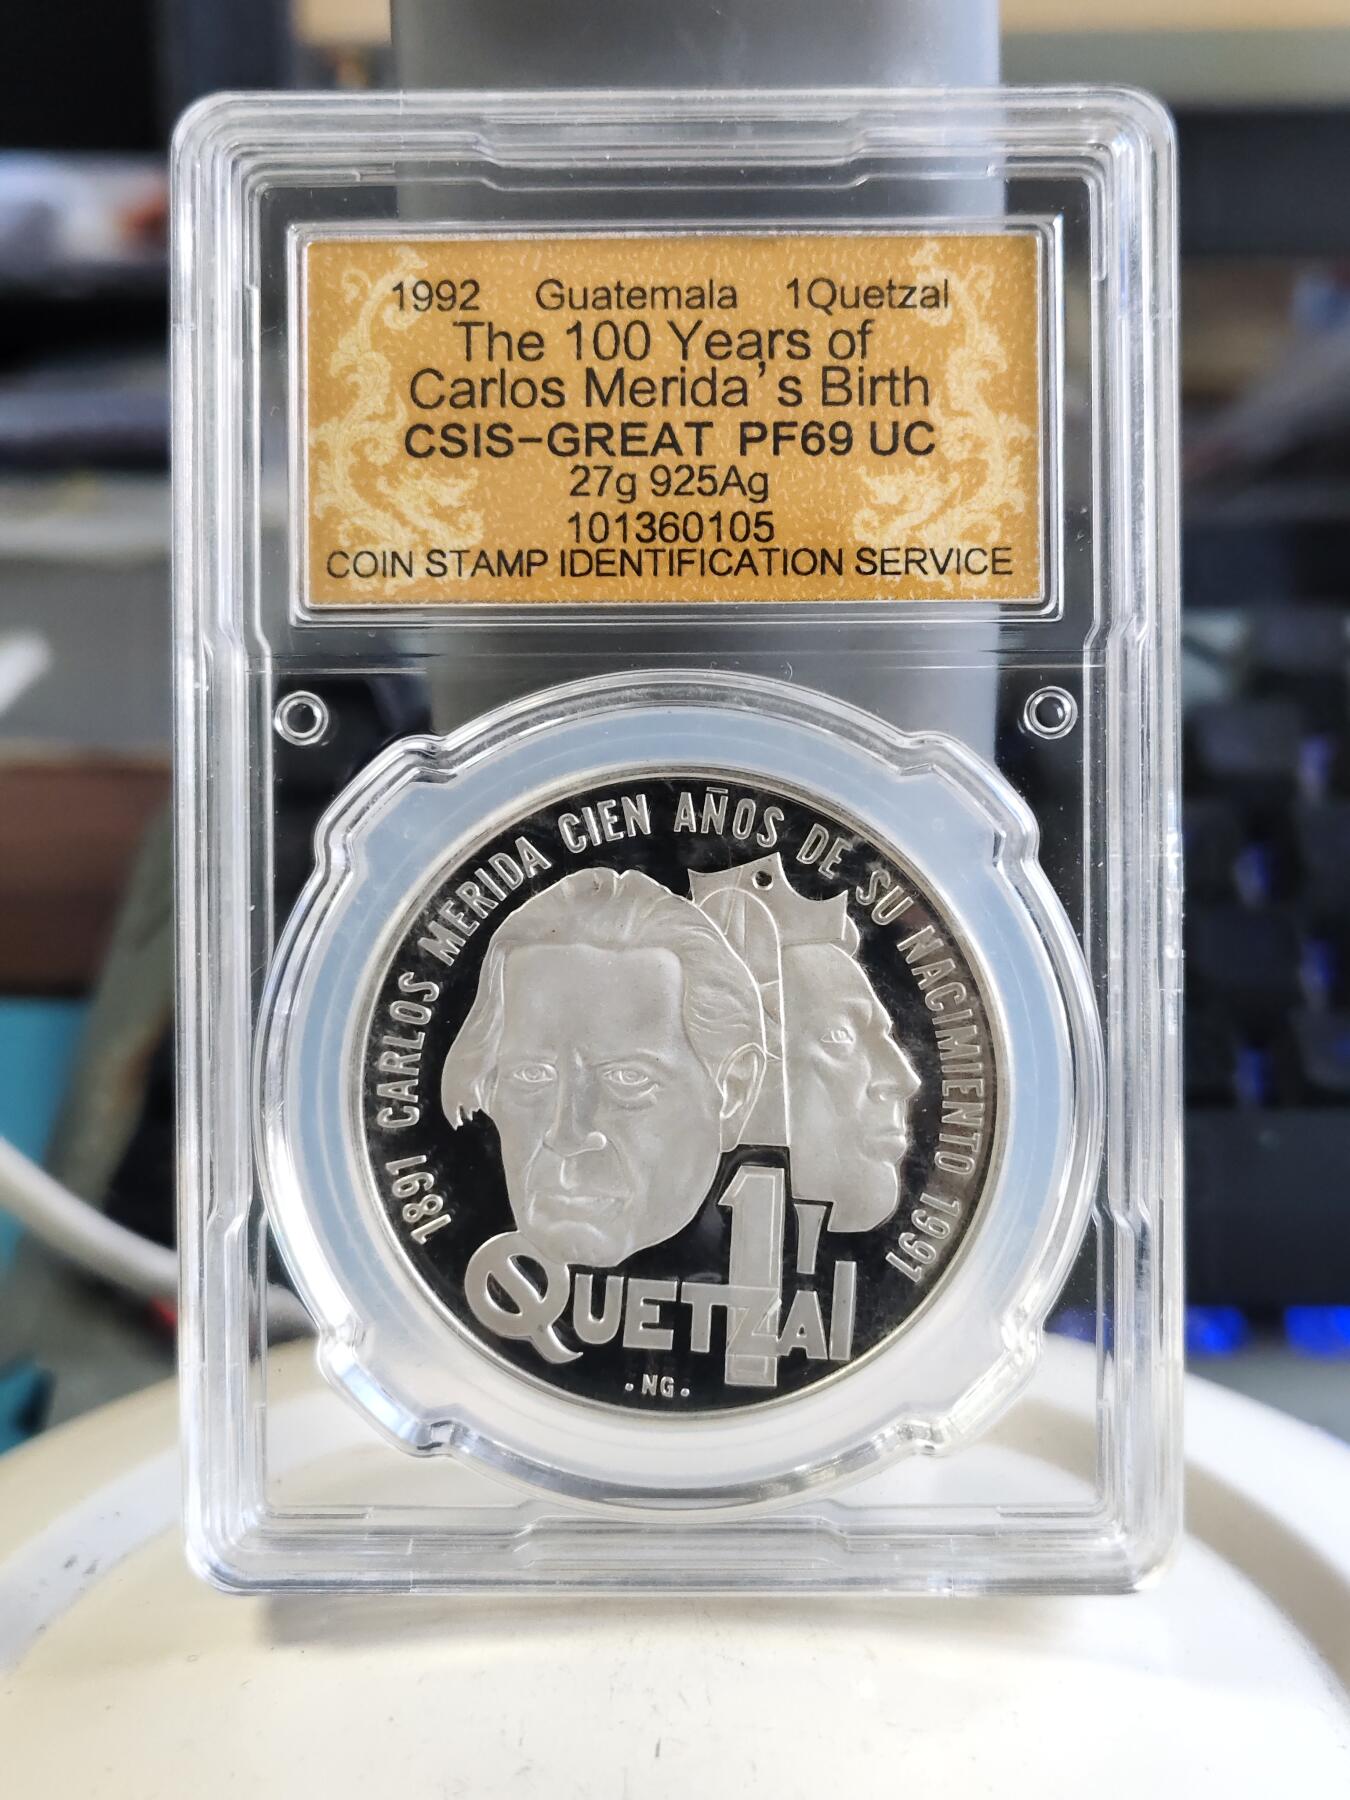 1992 Guatemala 1Quetzal
The 100 Years of
Carlos Merida's Birth
CSIS-GREAT PF69 UC
27g 925Ag
101360105
COIN STAMP IDENTIFICATION SERVICE
1891 CARLOS MERIDA CIEN AÑOS DE SU NACIMIENTO 1991
1
QUETZAL
.NG.